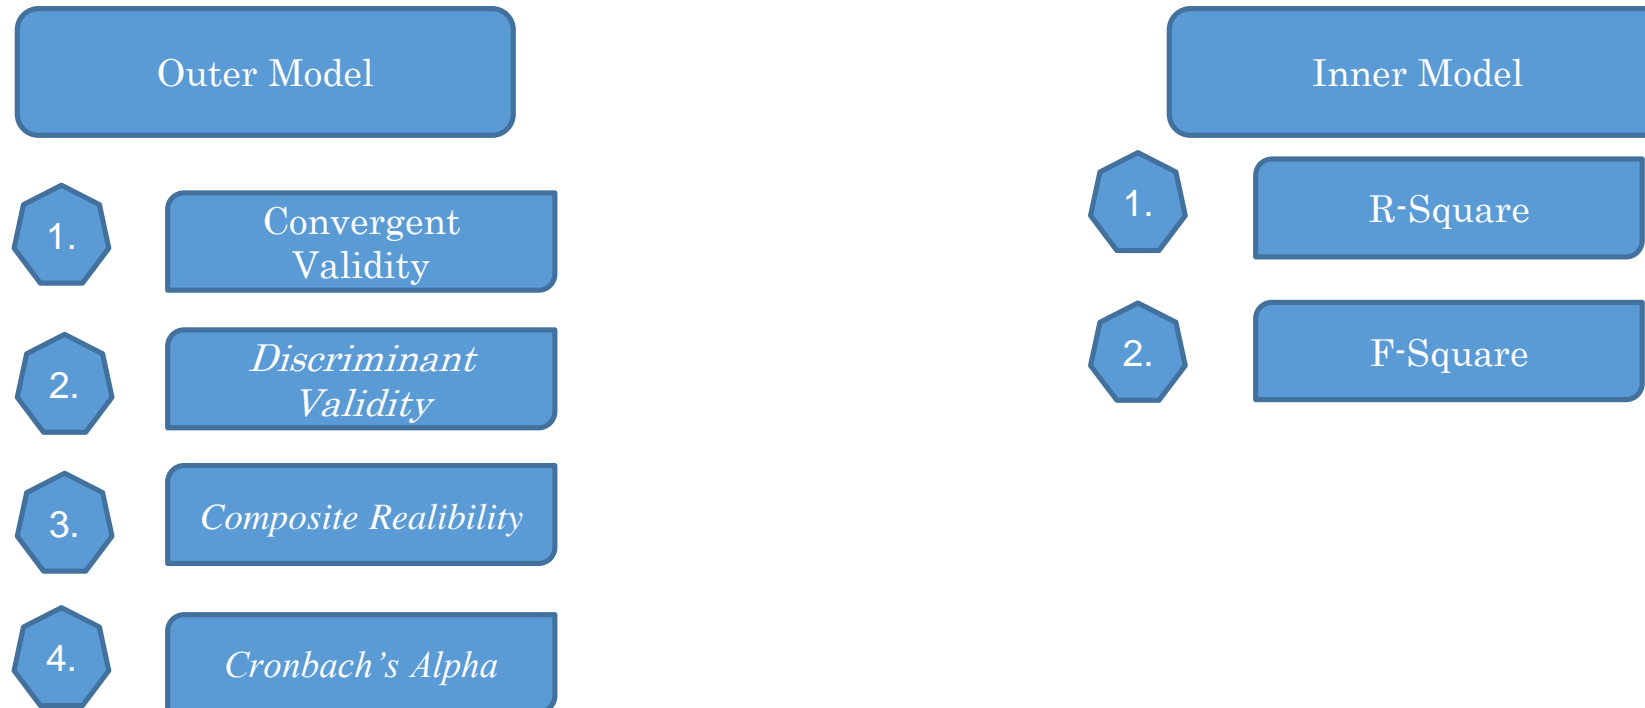 Outer Model
1.
Convergent
Validity
2.
Discriminant
Validity
3.
Composite Realibility
4.
Cronbach’s Alpha
Inner Model
1.
R-Square
2.
F-Square